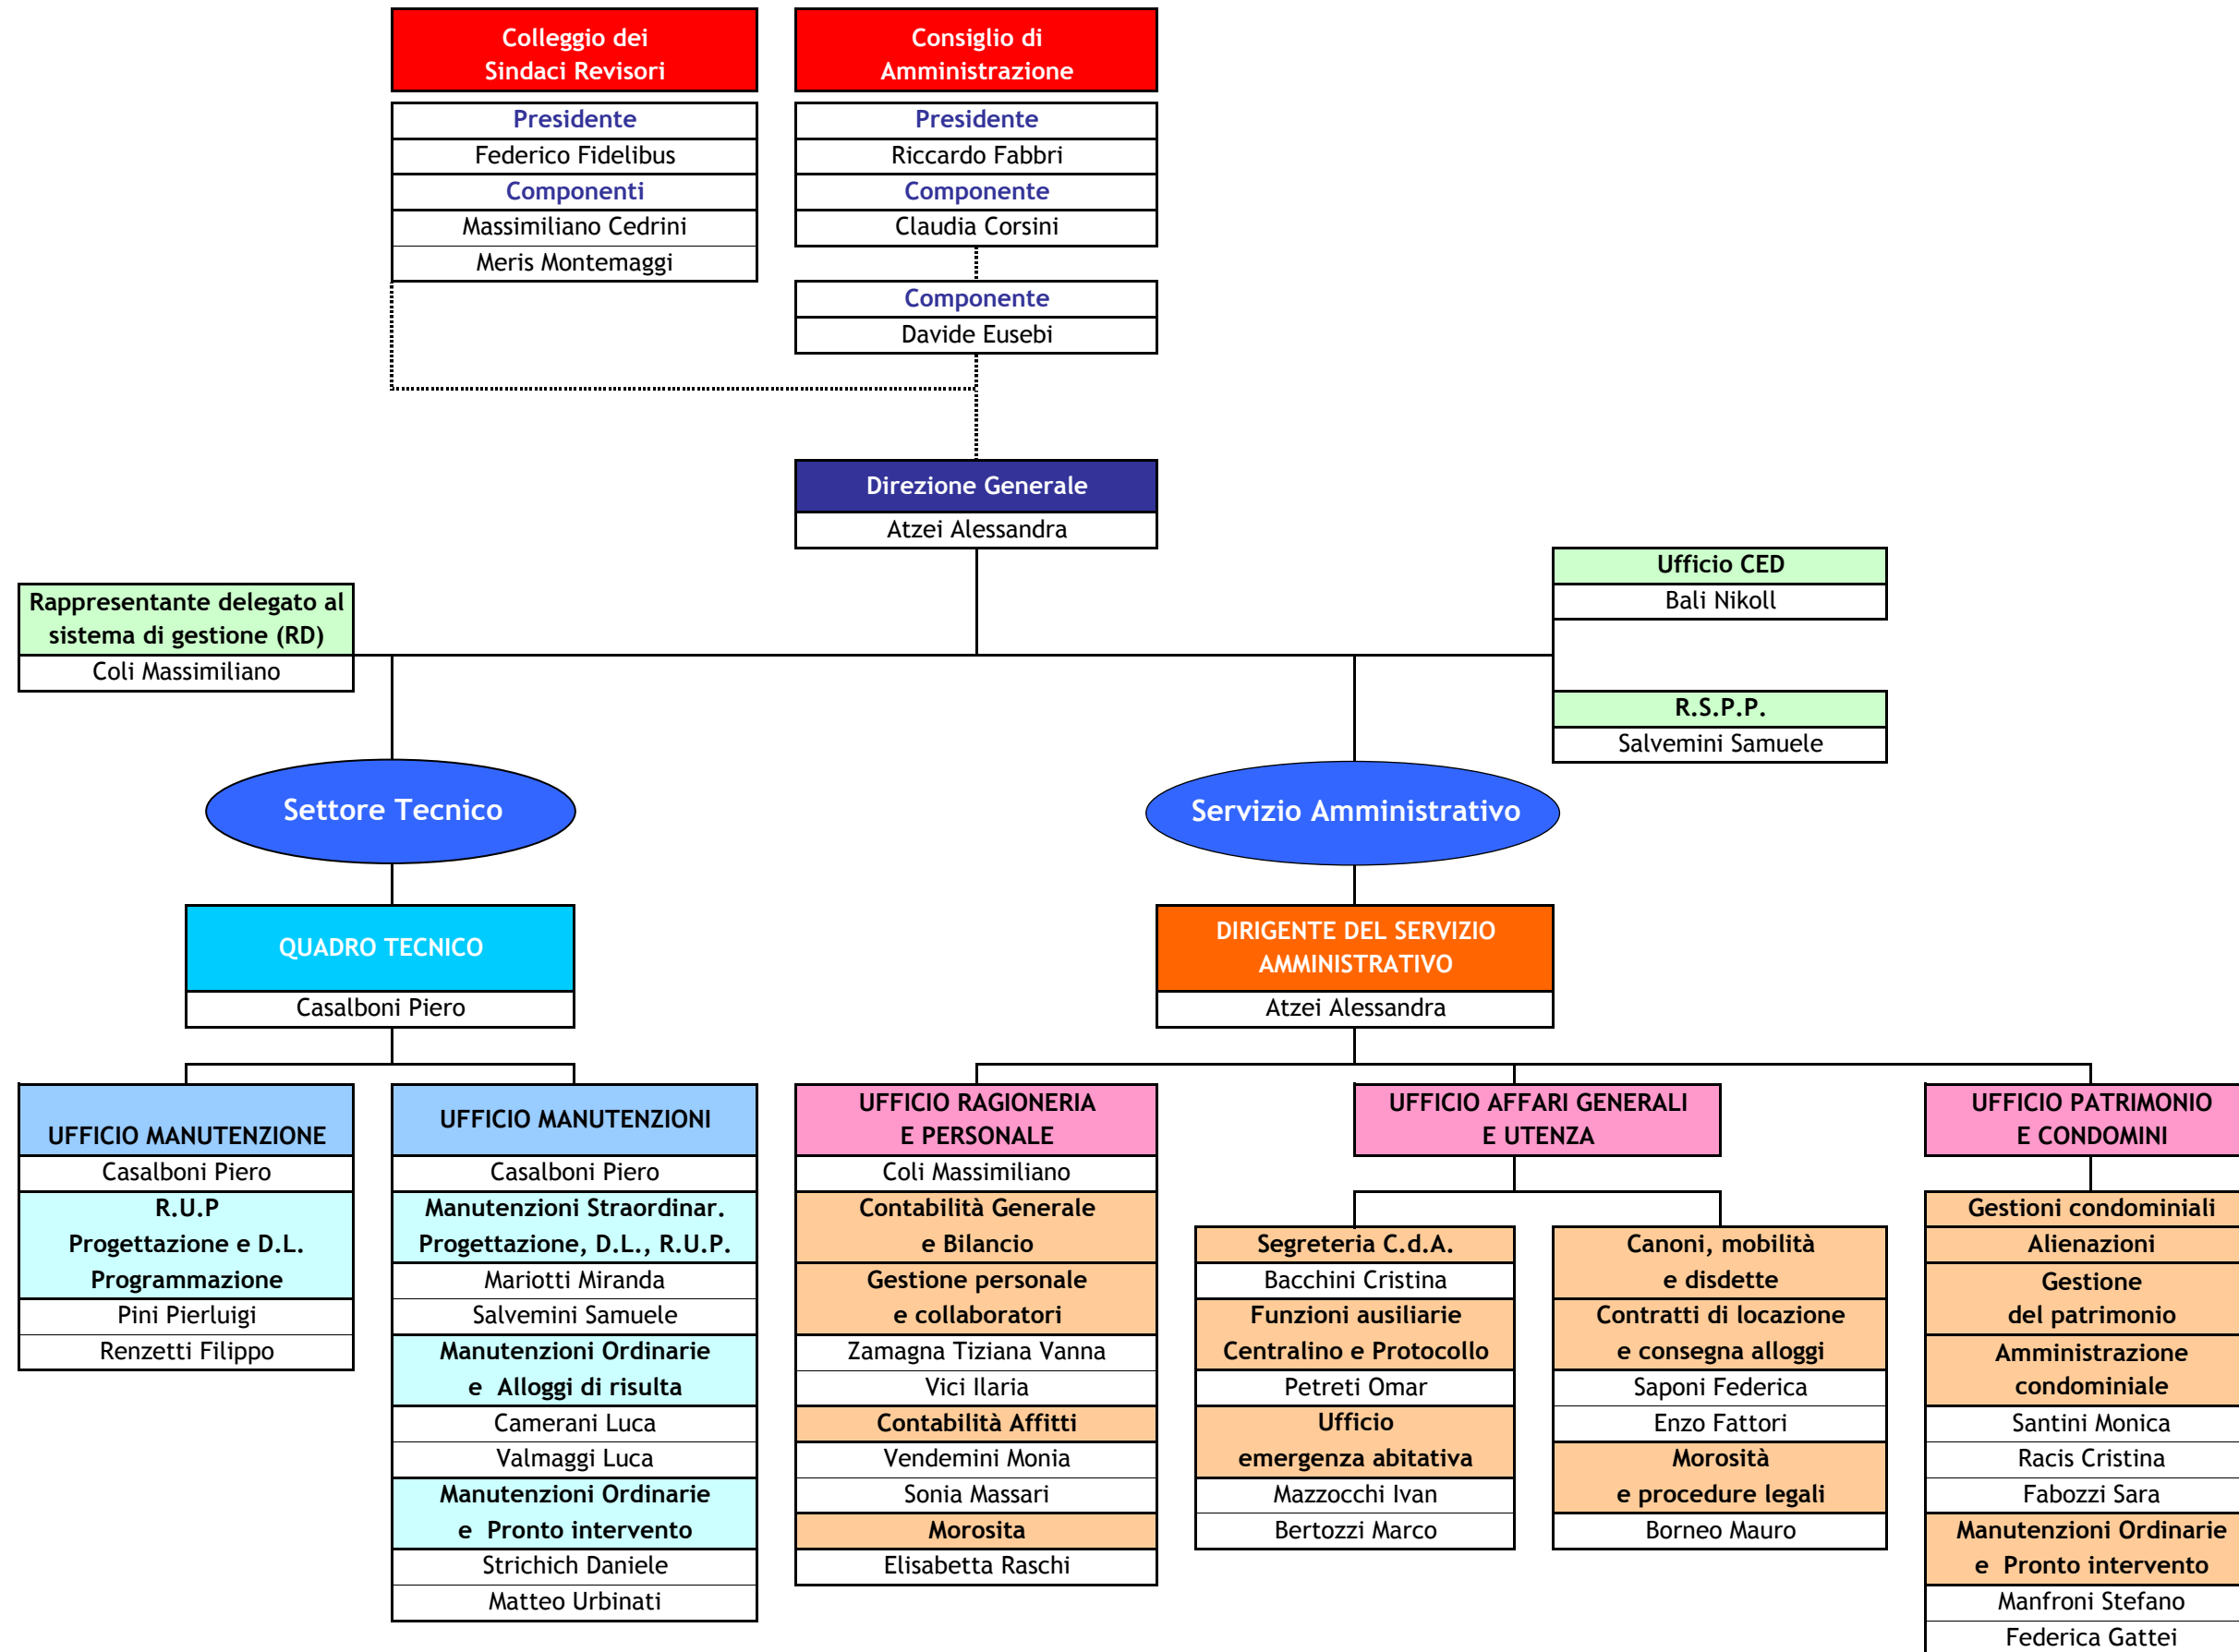 Colleggio dei
Sindaci Revisori
Presidente
Federico Fidelibus
Componenti
Massimiliano Cedrini
Meris Montemaggi
Consiglio di
Amministrazione
Presidente
Riccardo Fabbri
Componente
Claudia Corsini
Componente
Davide Eusebi
Direzione Generale
Atzei Alessandra
Rappresentante delegato al
sistema di gestione (RD)
Coli Massimiliano
Ufficio CED
Bali Nikoll
R.S.P.P.
Salvemini Samuele
Settore Tecnico
Servizio Amministrativo
QUADRO TECNICO
Casalboni Piero
DIRIGENTE DEL SERVIZIO
AMMINISTRATIVO
Atzei Alessandra
UFFICIO MANUTENZIONE
Casalboni Piero
R.U.P
Progettazione e D.L.
Programmazione
Pini Pierluigi
Renzetti Filippo
UFFICIO MANUTENZIONI
Casalboni Piero
Manutenzioni Straordinar.
Progettazione, D.L., R.U.P.
Mariotti Miranda
Salvemini Samuele
Manutenzioni Ordinarie
e Alloggi di risulta
Camerani Luca
Valmaggi Luca
Manutenzioni Ordinarie
e Pronto intervento
Strichich Daniele
Matteo Urbinati
UFFICIO RAGIONERIA
E PERSONALE
Coli Massimiliano
Contabilità Generale
e Bilancio
Gestione personale
e collaboratori
Zamagna Tiziana Vanna
Vici Ilaria
Contabilità Affitti
Vendemini Monia
Sonia Massari
Morosita
Elisabetta Raschi
UFFICIO AFFARI GENERALI
E UTENZA
Segreteria C.d.A.
Bacchini Cristina
Funzioni ausiliarie
Centralino e Protocollo
Petreti Omar
Ufficio
emergenza abitativa
Mazzocchi Ivan
Bertozzi Marco
Canoni, mobilità
e disdette
Contratti di locazione
e consegna alloggi
Saponi Federica
Enzo Fattori
Morosità
e procedure legali
Borneo Mauro
UFFICIO PATRIMONIO
E CONDOMINI
Gestioni condominiali
Alienazioni
Gestione
del patrimonio
Amministrazione
condominiale
Santini Monica
Racis Cristina
Fabozzi Sara
Manutenzioni Ordinarie
e Pronto intervento
Manfroni Stefano
Federica Gattei